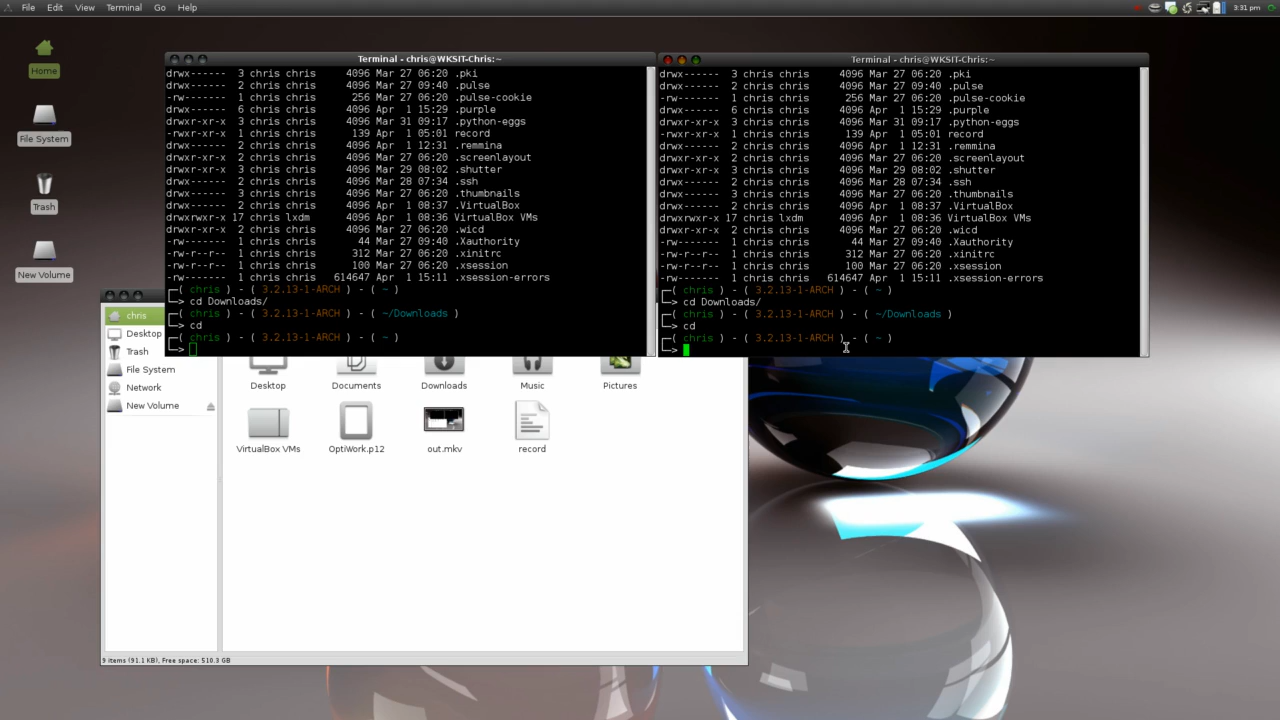 File Edit View Terminal Go Help
3:31 pm
Home
File System
Trash
New Volume
Terminal - chris@WKSIT-Chris:~
drwx------ 3 chris chris 4096 Mar 27 06:20 .pki
drwx------ 2 chris chris 4096 Mar 27 09:40 .pulse
-rw------- 1 chris chris 256 Mar 27 06:20 .pulse-cookie
drwx------ 6 chris chris 4096 Apr 1 15:29 .purple
drwxr-xr-x 3 chris chris 4096 Mar 31 09:17 .python-eggs
-rwxr-xr-x 1 chris chris 139 Apr 1 05:01 record
drwxr-xr-x 2 chris chris 4096 Apr 1 12:31 .remmina
drwxr-xr-x 2 chris chris 4096 Mar 27 06:20 .screenlayout
drwxr-xr-x 3 chris chris 4096 Mar 29 08:02 .shutter
drwx------ 2 chris chris 4096 Mar 28 07:34 .ssh
drwx------ 3 chris chris 4096 Mar 27 06:20 .thumbnails
drwx------ 2 chris chris 4096 Apr 1 08:37 .VirtualBox
drwxrwxr-x 17 chris lxdm 4096 Apr 1 08:36 VirtualBox VMs
drwxr-xr-x 2 chris chris 4096 Mar 27 06:20 .wicd
-rw------- 1 chris chris 44 Mar 27 09:40 .Xauthority
-rw-r--r-- 1 chris chris 312 Mar 27 06:20 .xinitrc
-rw-r--r-- 1 chris chris 100 Mar 27 06:20 .xsession
-rw------- 1 chris chris 614647 Apr 1 15:11 .xsession-errors
┌─( chris ) - ( 3.2.13-1-ARCH ) - ( ~ )
└─> cd Downloads/
┌─( chris ) - ( 3.2.13-1-ARCH ) - ( ~/Downloads )
└─> cd
┌─( chris ) - ( 3.2.13-1-ARCH ) - ( ~ )
└─>
Terminal - chris@WKSIT-Chris:~
drwx------ 3 chris chris 4096 Mar 27 06:20 .pki
drwx------ 2 chris chris 4096 Mar 27 09:40 .pulse
-rw------- 1 chris chris 256 Mar 27 06:20 .pulse-cookie
drwx------ 6 chris chris 4096 Apr 1 15:29 .purple
drwxr-xr-x 3 chris chris 4096 Mar 31 09:17 .python-eggs
-rwxr-xr-x 1 chris chris 139 Apr 1 05:01 record
drwxr-xr-x 2 chris chris 4096 Apr 1 12:31 .remmina
drwxr-xr-x 2 chris chris 4096 Mar 27 06:20 .screenlayout
drwxr-xr-x 3 chris chris 4096 Mar 29 08:02 .shutter
drwx------ 2 chris chris 4096 Mar 28 07:34 .ssh
drwx------ 3 chris chris 4096 Mar 27 06:20 .thumbnails
drwx------ 2 chris chris 4096 Apr 1 08:37 .VirtualBox
drwxrwxr-x 17 chris lxdm 4096 Apr 1 08:36 VirtualBox VMs
drwxr-xr-x 2 chris chris 4096 Mar 27 06:20 .wicd
-rw------- 1 chris chris 44 Mar 27 09:40 .Xauthority
-rw-r--r-- 1 chris chris 312 Mar 27 06:20 .xinitrc
-rw-r--r-- 1 chris chris 100 Mar 27 06:20 .xsession
-rw------- 1 chris chris 614647 Apr 1 15:11 .xsession-errors
┌─( chris ) - ( 3.2.13-1-ARCH ) - ( ~ )
└─> cd Downloads/
┌─( chris ) - ( 3.2.13-1-ARCH ) - ( ~/Downloads )
└─> cd
┌─( chris ) - ( 3.2.13-1-ARCH ) - ( ~ )
└─>
chris
Desktop
Trash
File System
Network
New Volume
Desktop Documents Downloads Music Pictures
VirtualBox VMs OptiWork.p12 out.mkv record
9 items (91.1 KB), Free space: 510.3 GB